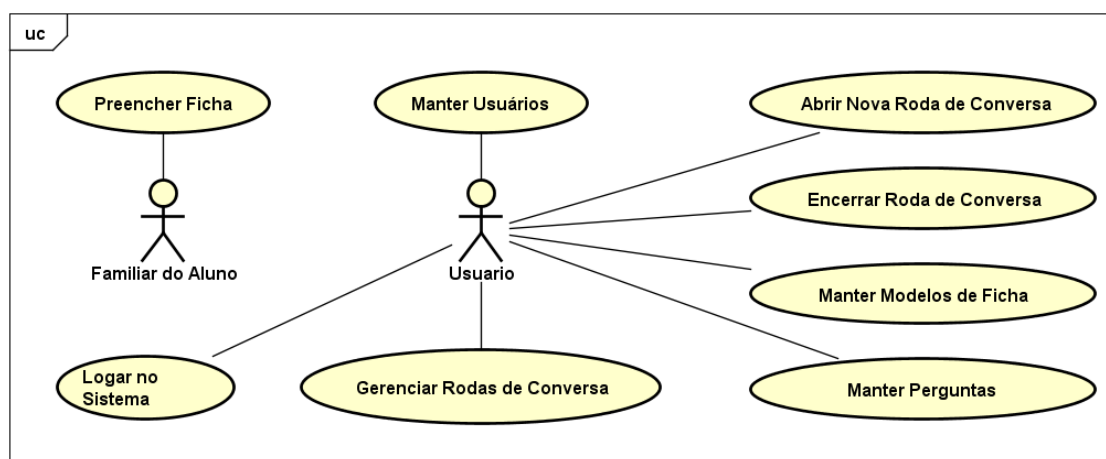 uc
Preencher Ficha
Manter Usuários
Abrir Nova Roda de Conversa
Encerrar Roda de Conversa
Familiar do Aluno
Usuario
Manter Modelos de Ficha
Logar no
Sistema
Gerenciar Rodas de Conversa
Manter Perguntas